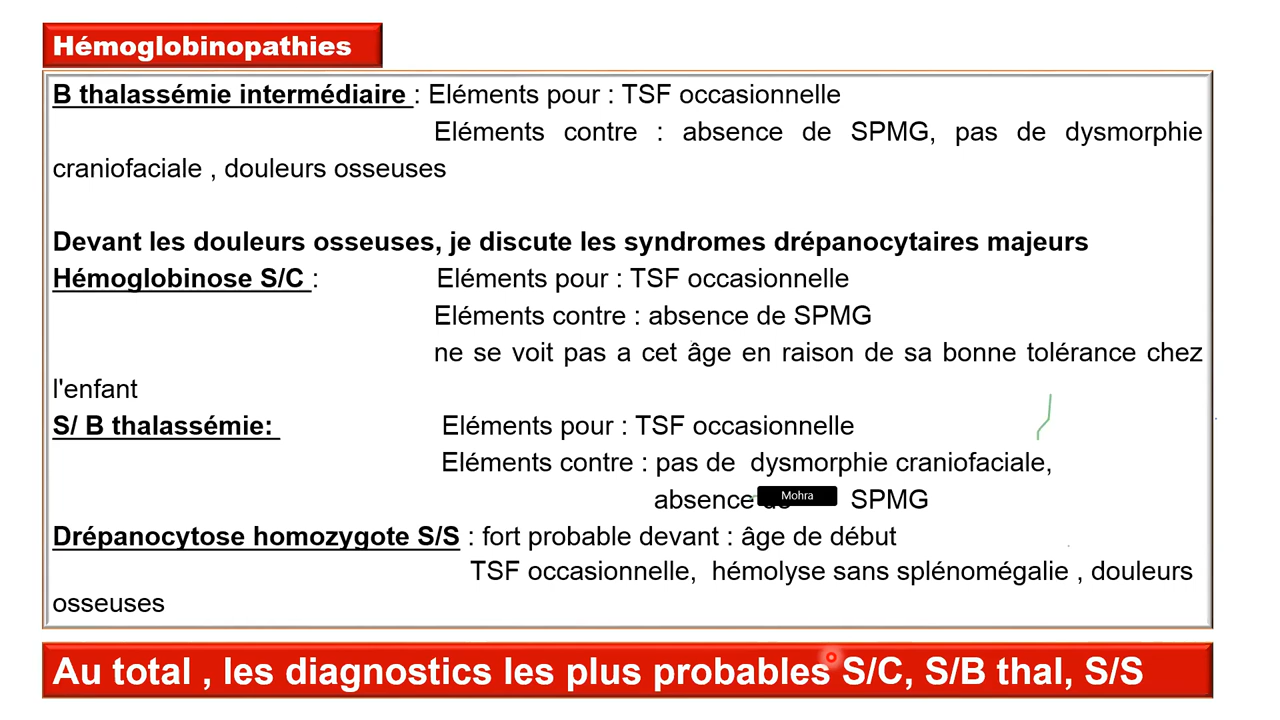 Hémoglobinopathies
B thalassémie intermédiaire : Eléments pour : TSF occasionnelle
Eléments contre : absence de SPMG, pas de dysmorphie
craniofaciale , douleurs osseuses
Devant les douleurs osseuses, je discute les syndromes drépanocytaires majeurs
Hémoglobinose S/C : Eléments pour : TSF occasionnelle
Eléments contre : absence de SPMG
ne se voit pas a cet âge en raison de sa bonne tolérance chez
l'enfant
S/ B thalassémie: Eléments pour : TSF occasionnelle
Eléments contre : pas de dysmorphie craniofaciale,
absence Mohra SPMG
Drépanocytose homozygote S/S : fort probable devant : âge de début
TSF occasionnelle, hémolyse sans splénomégalie , douleurs
osseuses
Au total , les diagnostics les plus probables S/C, S/B thal, S/S